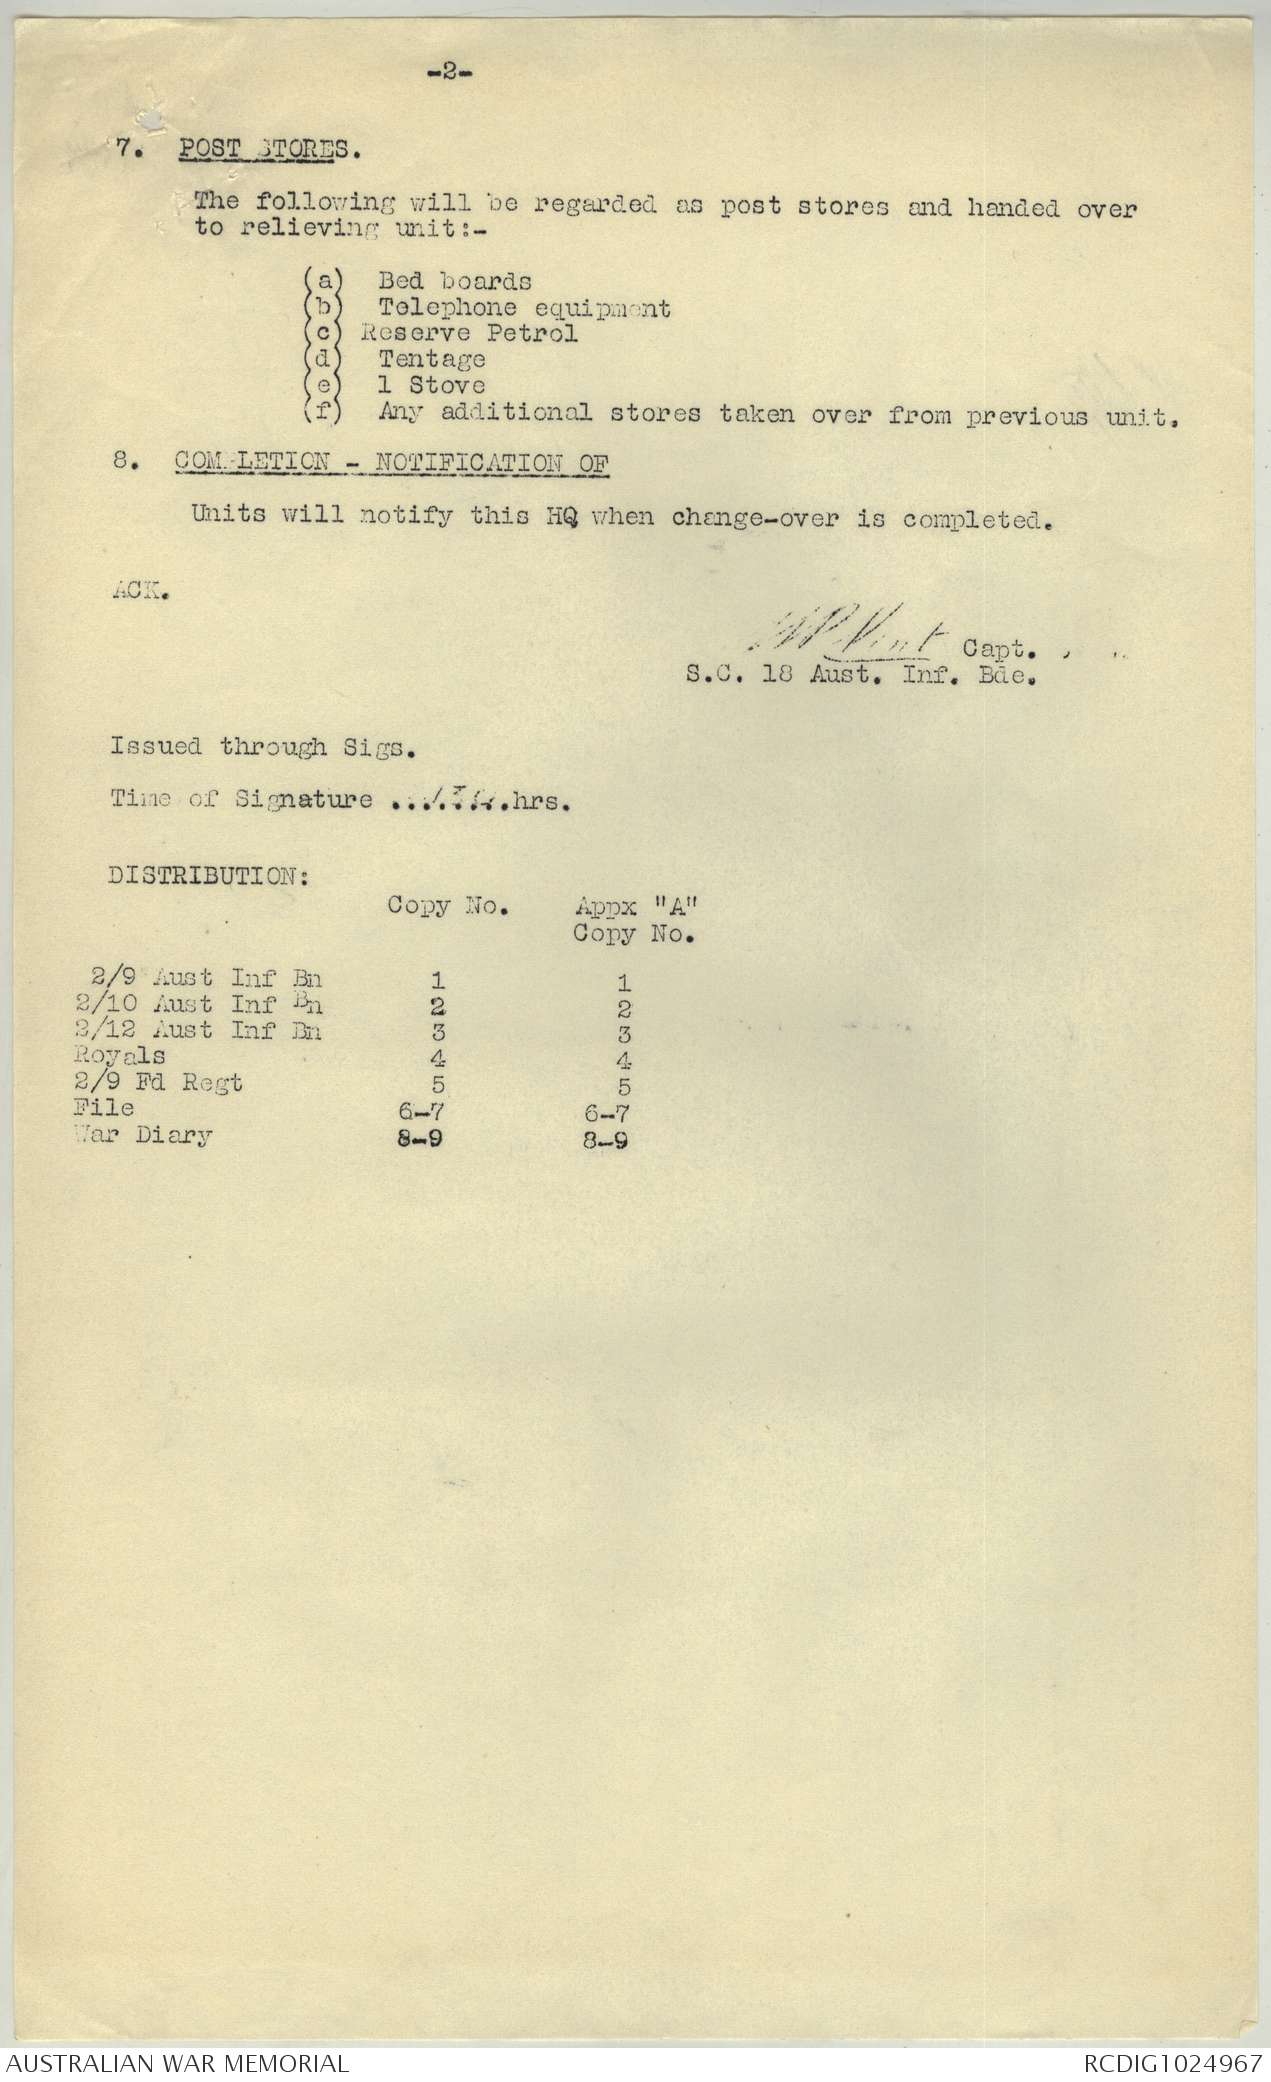 -2-
7. POST STORES.
The following will be regarded as post stores and handed over
to relieving unit:-
(a) Bed boards
(b) Telephone equipment
(c) Reserve Petrol
(d) Tentage
(e) 1 Stove
(f) Any additional stores taken over from previous unit.
8. COMPLETION - NOTIFICATION OF
Units will notify this HQ when change-over is completed.
ACK.
Capt.
S.C. 18 Aust. Inf. Bde.
Issued through Sigs.
Time of Signature ... hrs.
DISTRIBUTION:
Copy No. Appx "A"
Copy No.
2/9 Aust Inf Bn 1 1
2/10 Aust Inf Bn 2 2
2/12 Aust Inf Bn 3 3
Royals 4 4
2/9 Fd Regt 5 5
File 6-7 6-7
War Diary 8-9 8-9
AUSTRALIAN WAR MEMORIAL RCDIG1024967